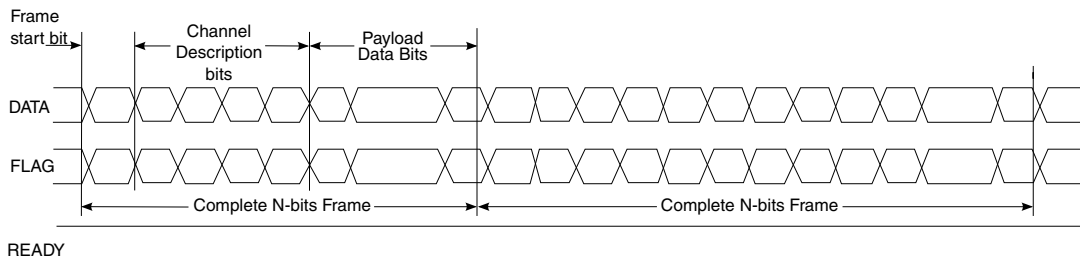 Frame
start bit
Channel
Description
bits
Payload
Data Bits
DATA
FLAG
Complete N-bits Frame
Complete N-bits Frame
READY